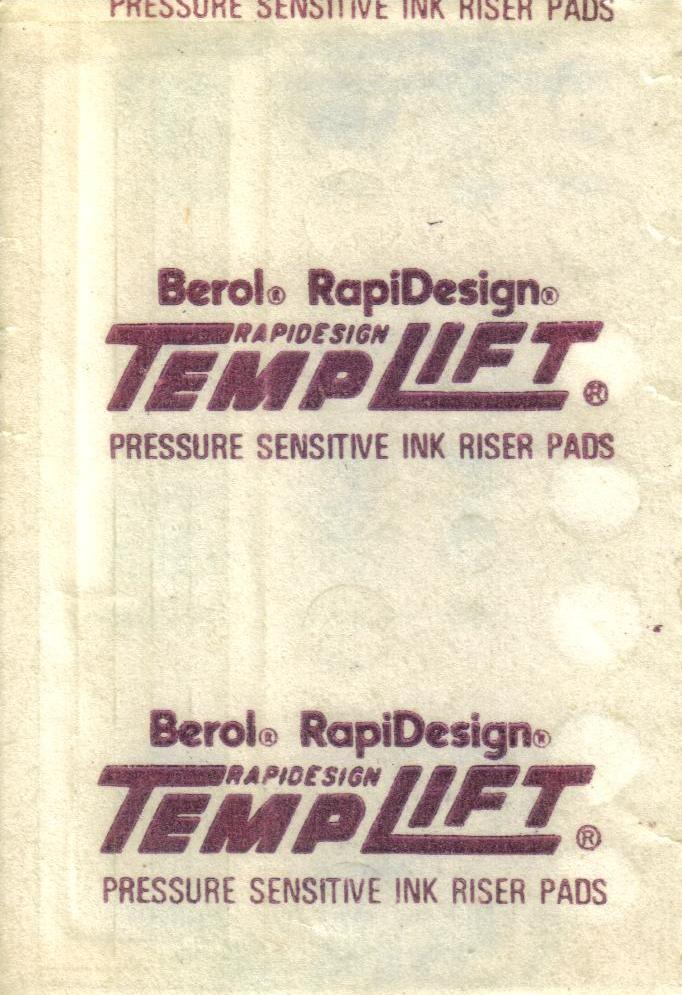 PRESSURE SENSITIVE INK RISER PADS
Berol® RapiDesign®
RAPIDESIGN
TEMPLIFT®
PRESSURE SENSITIVE INK RISER PADS
Berol® RapiDesign®
RAPIDESIGN
TEMPLIFT®
PRESSURE SENSITIVE INK RISER PADS